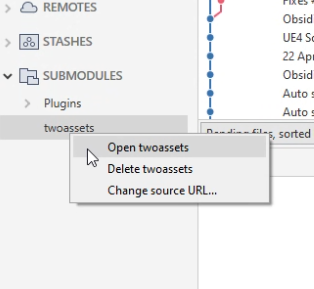 REMOTES
STASHES
SUBMODULES
Plugins
twoassets
Open twoassets
Delete twoassets
Change source URL...
Fixes
Obsid
UE4 So
22 Apr
Obsid
Auto s
Auto s
Pending files, sorted